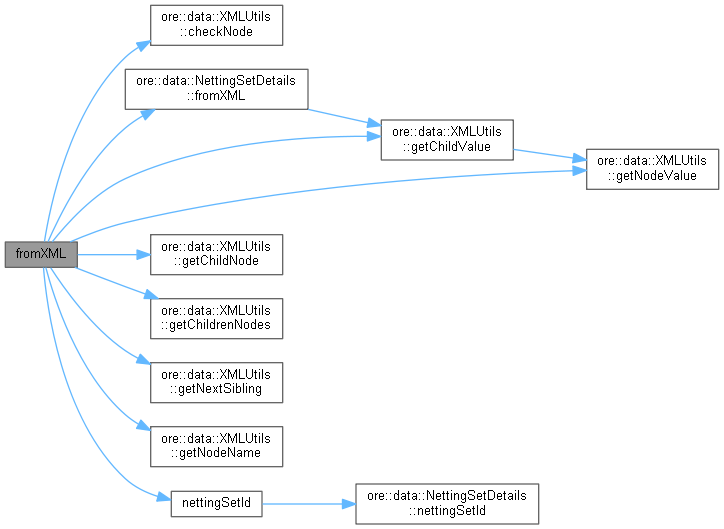 ore::data::XMLUtils
::checkNode
ore::data::NettingSetDetails
::fromXML
ore::data::XMLUtils
::getChildValue
ore::data::XMLUtils
::getNodeValue
fromXML
ore::data::XMLUtils
::getChildNode
ore::data::XMLUtils
::getChildrenNodes
ore::data::XMLUtils
::getNextSibling
ore::data::XMLUtils
::getNodeName
nettingSetId
ore::data::NettingSetDetails
::nettingSetId